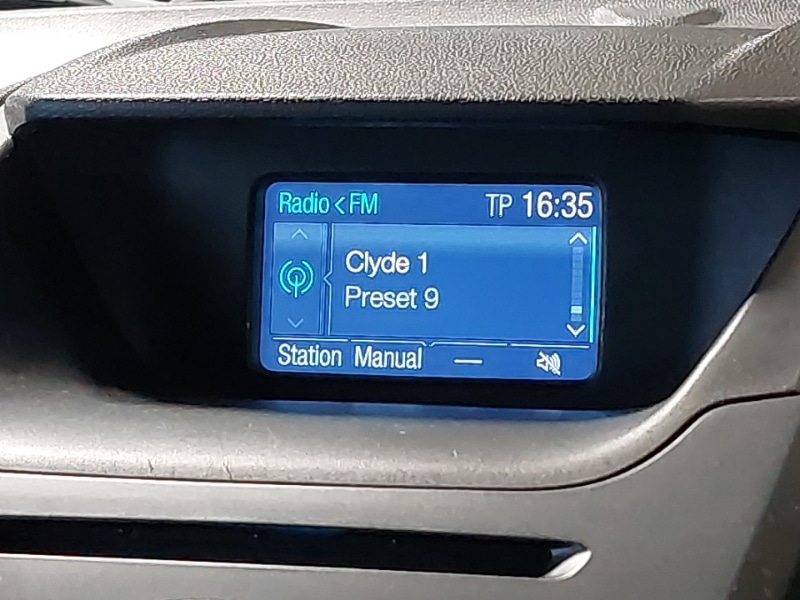 Radio < FM TP 16:35
Clyde 1
Preset 9
Station Manual —